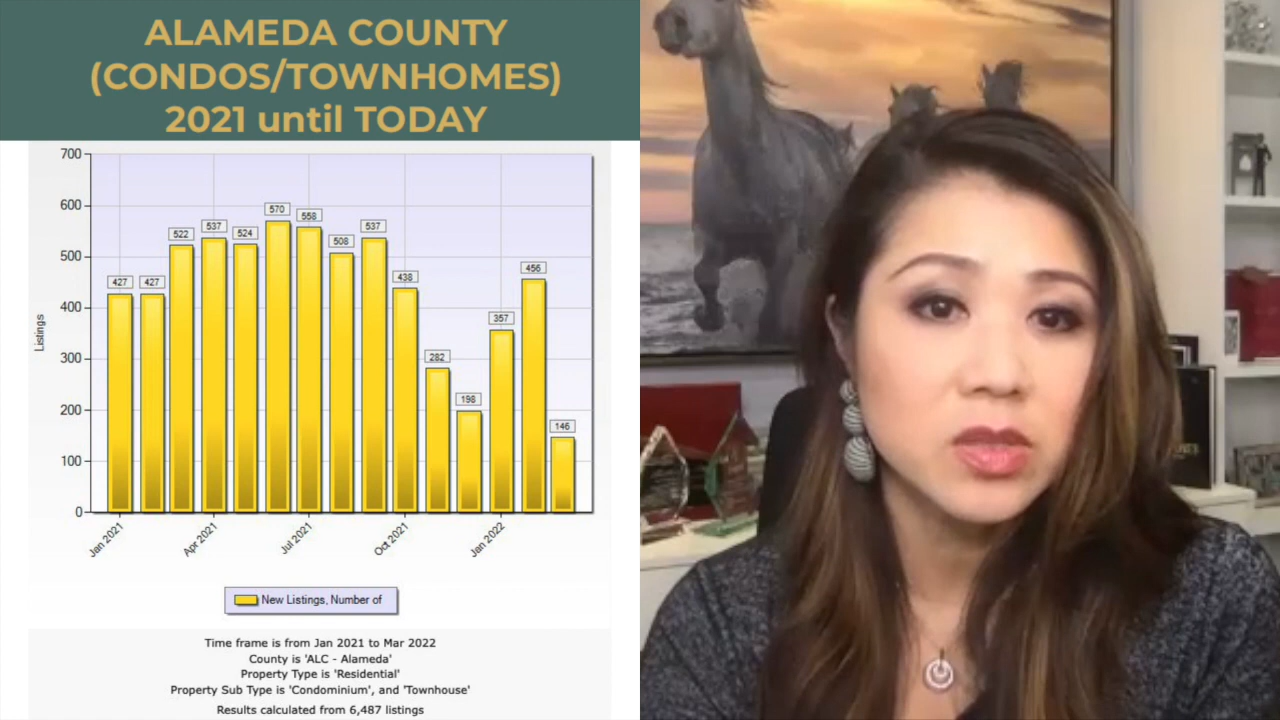 ALAMEDA COUNTY
(CONDOS/TOWNHOMES)
2021 until TODAY
700
600
500
400
300
200
100
0
Listings
427
427
522
537
524
570
558
508
537
438
282
198
357
456
146
Jan 2021
Apr 2021
Jul 2021
Oct 2021
Jan 2022
New Listings, Number of
Time frame is from Jan 2021 to Mar 2022
County is 'ALC - Alameda'
Property Type is 'Residential'
Property Sub Type is 'Condominium', and 'Townhouse'
Results calculated from 6,487 listings